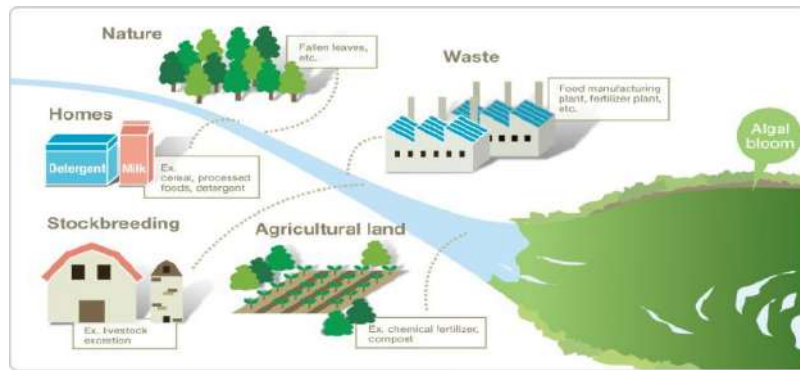 Nature
Fallen leaves,
etc.
Waste
Food manufacturing
plant, fertilizer plant,
etc.
Homes
Detergent
Milk
Ex.
cereal, processed
foods, detergent
Algal
bloom
Stockbreeding
Ex. livestock
excretion
Agricultural land
Ex. chemical fertilizer,
compost